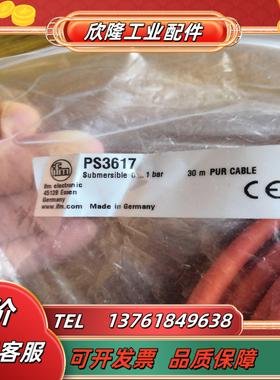 欣隆工业配件
ifm
PS3617
Submersible 0...1 bar
30 m PUR CABLE
ifm electronic
45128 Essen
Germany
www.ifm.com Made in Germany
CE
价
客服
TEL 13761849638
可开发票 品质保障